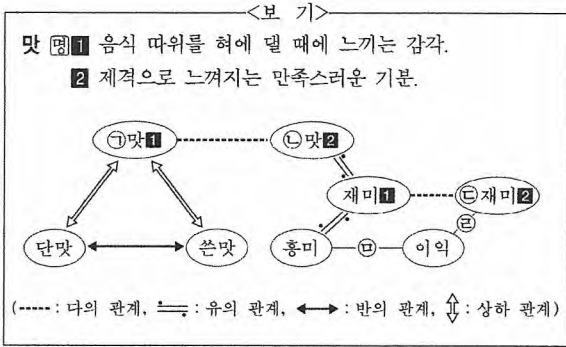 <보 기>
맛 명 1 음식 따위를 혀에 댈 때에 느끼는 감각.
2 제격으로 느껴지는 만족스러운 기분.
㉠맛1 ㉡맛2
재미1 ㉢재미2
㉣
단맛 쓴맛 흥미 ㉤ 이익
(-----: 다의 관계, : 유의 관계, ⟷: 반의 관계, ⇕: 상하 관계)